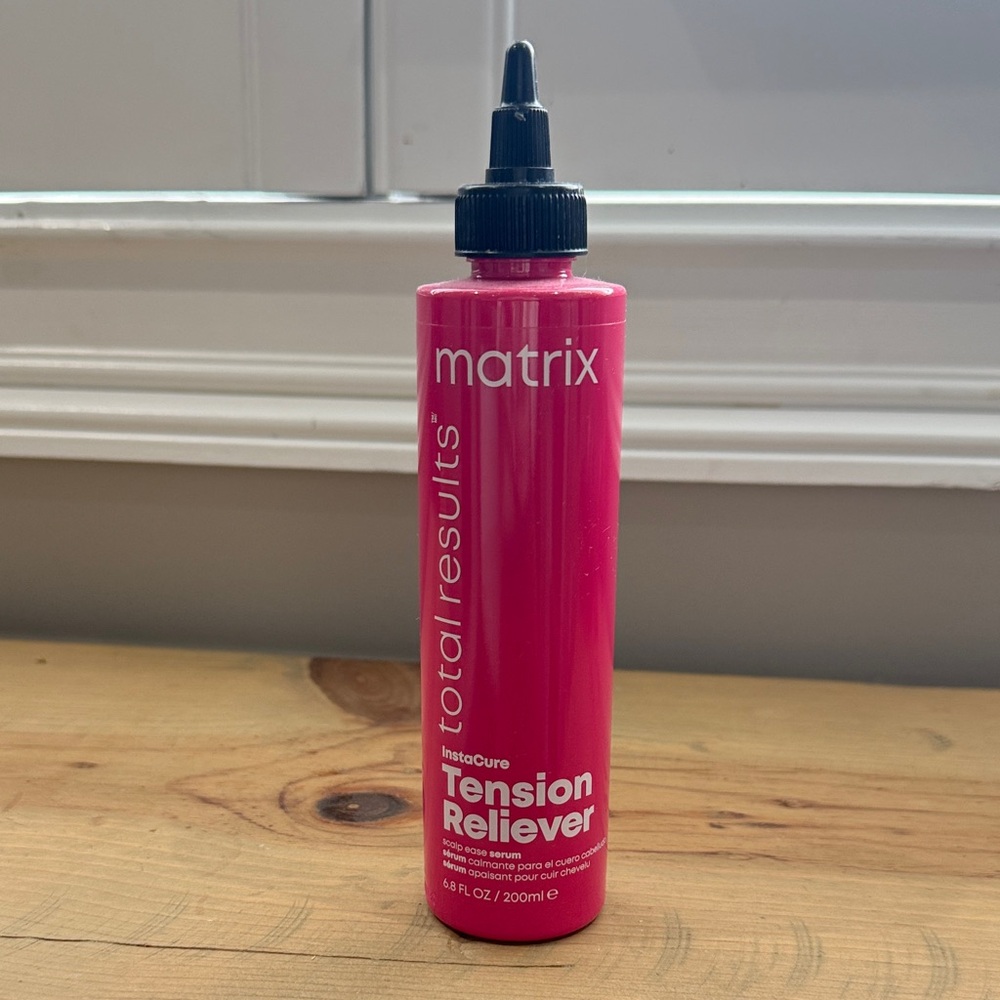 matrix
total results™
InstaCure
Tension
Reliever
scalp ease serum
sérum calmante para el cuero cabelludo
sérum apaisant pour cuir chevelu
6.8 FL OZ / 200ml ℮